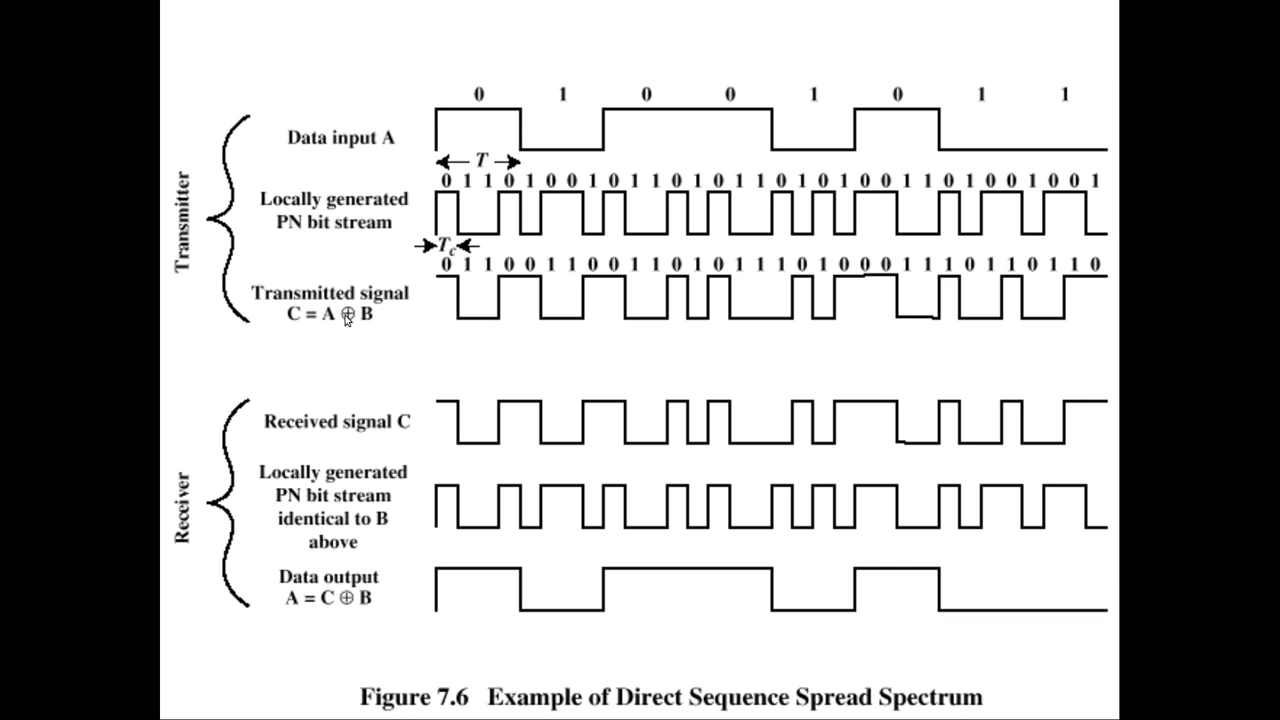 0 1 0 0 1 0 1 1
Data input A
T
0 1 1 0 1 0 0 1 0 1 1 0 1 0 1 1 0 1 0 1 0 0 1 1 0 1 0 0 1 0 0 1
Locally generated
PN bit stream
Tc
0 1 1 0 0 1 1 0 0 1 1 0 1 0 1 1 1 0 1 0 0 0 1 1 1 0 1 1 0 1 1 0
Transmitted signal
C = A ⊕ B
Transmitter
Received signal C
Locally generated
PN bit stream
identical to B
above
Data output
A = C ⊕ B
Receiver
Figure 7.6 Example of Direct Sequence Spread Spectrum